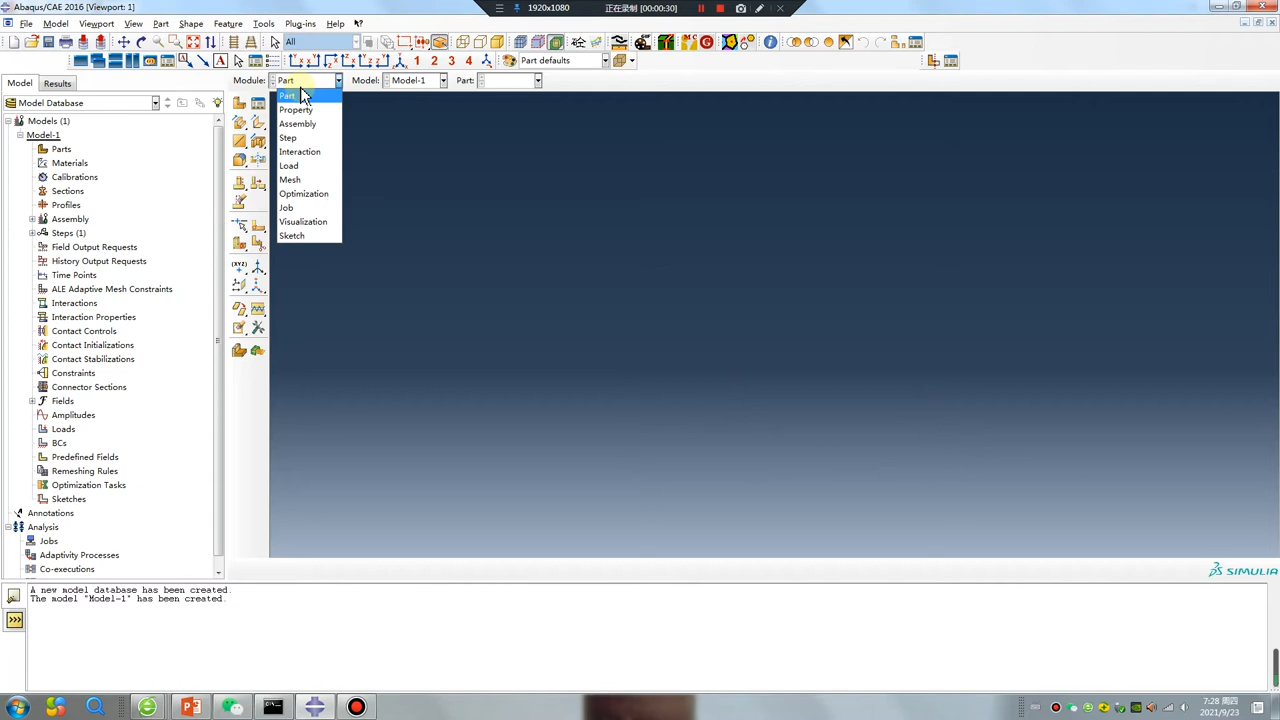 Abaqus/CAE 2016 [Viewport: 1]
1920x1080
正在录制 [00:00:30]
File Model Viewport View Part Shape Feature Tools Plug-ins Help
All
1 2 3 4
Part defaults
Model
Results
Module: Part
Model: Model-1
Part:
Model Database
Models (1)
Model-1
Parts
Materials
Calibrations
Sections
Profiles
Assembly
Steps (1)
Field Output Requests
History Output Requests
Time Points
ALE Adaptive Mesh Constraints
Interactions
Interaction Properties
Contact Controls
Contact Initializations
Contact Stabilizations
Constraints
Connector Sections
Fields
Amplitudes
Loads
BCs
Predefined Fields
Remeshing Rules
Optimization Tasks
Sketches
Annotations
Analysis
Jobs
Adaptivity Processes
Co-executions
Part
Property
Assembly
Step
Interaction
Load
Mesh
Optimization
Job
Visualization
Sketch
(XYZ)
SIMULIA
A new model database has been created.
The model "Model-1" has been created.
7:28 周四
2021/9/23